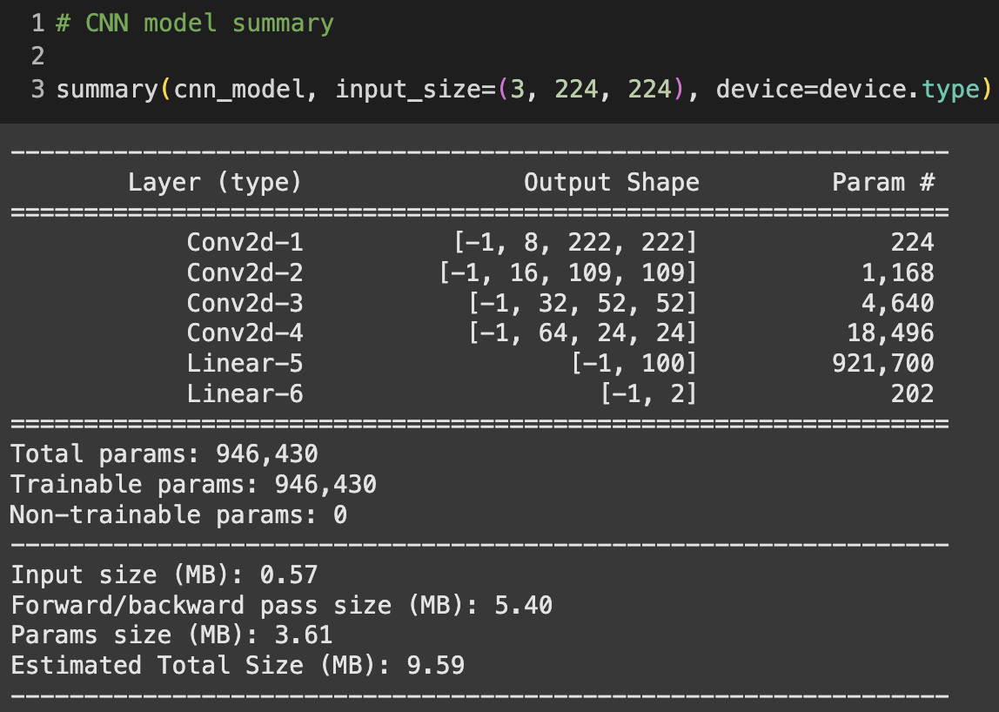 1 # CNN model summary
2
3 summary(cnn_model, input_size=(3, 224, 224), device=device.type)
----------------------------------------------------------------
Layer (type) Output Shape Param #
================================================================
Conv2d-1 [-1, 8, 222, 222] 224
Conv2d-2 [-1, 16, 109, 109] 1,168
Conv2d-3 [-1, 32, 52, 52] 4,640
Conv2d-4 [-1, 64, 24, 24] 18,496
Linear-5 [-1, 100] 921,700
Linear-6 [-1, 2] 202
================================================================
Total params: 946,430
Trainable params: 946,430
Non-trainable params: 0
----------------------------------------------------------------
Input size (MB): 0.57
Forward/backward pass size (MB): 5.40
Params size (MB): 3.61
Estimated Total Size (MB): 9.59
----------------------------------------------------------------